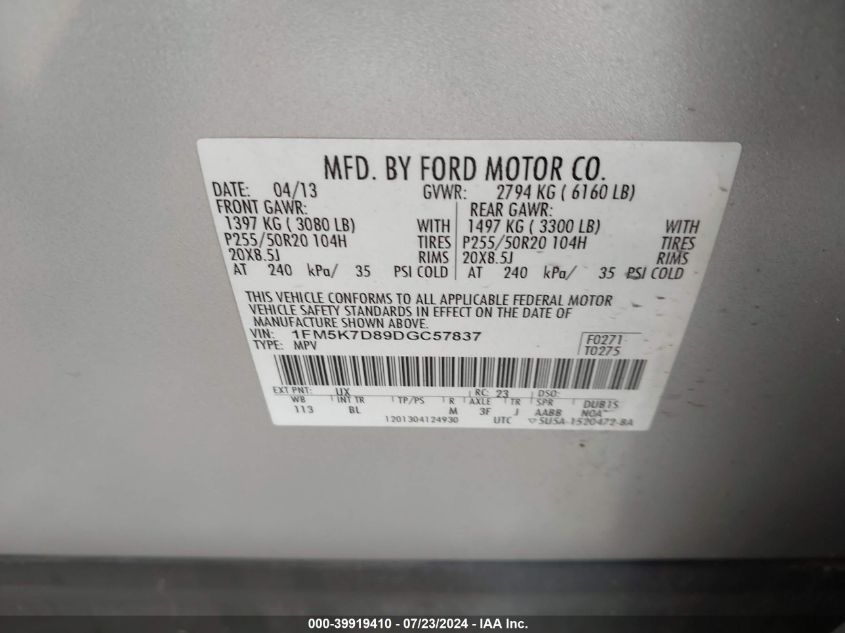 MFD. BY FORD MOTOR CO.
DATE: 04/13 GVWR: 2794 KG ( 6160 LB)
FRONT GAWR: REAR GAWR:
1397 KG ( 3080 LB) WITH 1497 KG ( 3300 LB) WITH
P255/50R20 104H TIRES P255/50R20 104H TIRES
20X8.5J RIMS 20X8.5J RIMS
AT 240 kPa/ 35 PSI COLD AT 240 kPa/ 35 PSI COLD
THIS VEHICLE CONFORMS TO ALL APPLICABLE FEDERAL MOTOR
VEHICLE SAFETY STANDARDS IN EFFECT ON THE DATE OF
MANUFACTURE SHOWN ABOVE.
VIN: 1FM5K7D89DGC57837 F0271
TYPE: MPV T0275
EXT PNT: UX RC: 23 DSO:
WB INT TR TP/PS R AXLE TR SPR DUB1S
113 BL M 3F J AABB NOA
1201304124930 UTC ▽5U5A-1520472-BA
000-39919410 - 07/23/2024 - IAA Inc.